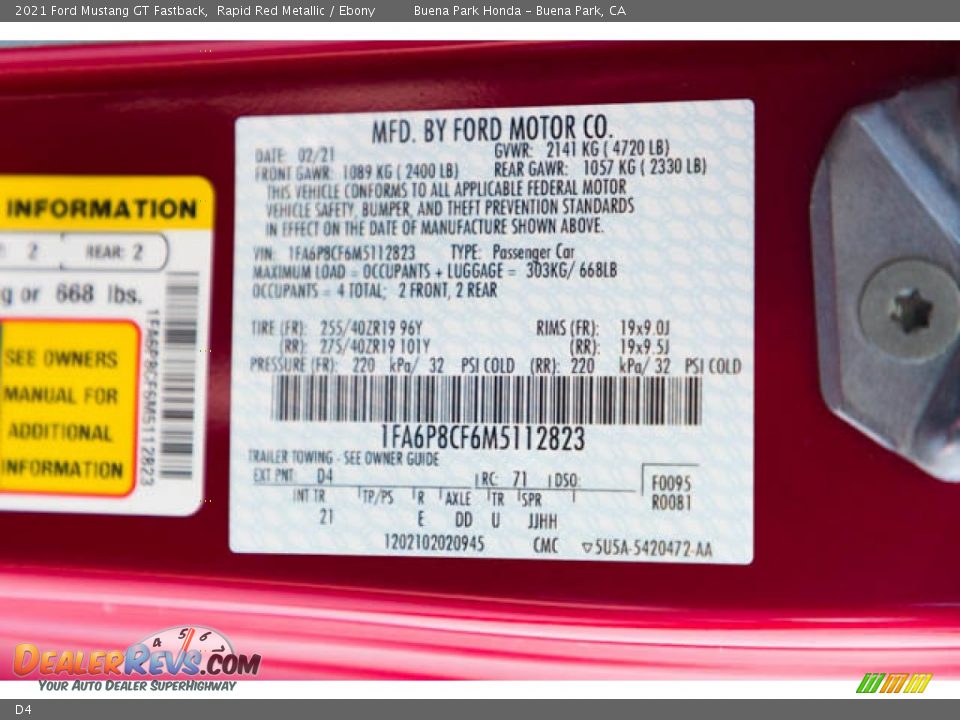 2021 Ford Mustang GT Fastback, Rapid Red Metallic / Ebony Buena Park Honda - Buena Park, CA
INFORMATION
2 REAR: 2
g or 668 lbs.
SEE OWNERS
MANUAL FOR
ADDITIONAL
INFORMATION
1FA6P8CF6M5112823
MFD. BY FORD MOTOR CO.
DATE: 02/21 GVWR: 2141 KG ( 4720 LB)
FRONT GAWR: 1089 KG ( 2400 LB) REAR GAWR: 1057 KG ( 2330 LB)
THIS VEHICLE CONFORMS TO ALL APPLICABLE FEDERAL MOTOR
VEHICLE SAFETY, BUMPER, AND THEFT PREVENTION STANDARDS
IN EFFECT ON THE DATE OF MANUFACTURE SHOWN ABOVE.
VIN: 1FA6P8CF6M5112823 TYPE: Passenger Car
MAXIMUM LOAD = OCCUPANTS + LUGGAGE = 303KG/ 668LB
OCCUPANTS = 4 TOTAL; 2 FRONT, 2 REAR
TIRE (FR): 255/40ZR19 96Y RIMS (FR): 19x9.0J
(RR): 275/40ZR19 101Y (RR): 19x9.5J
PRESSURE (FR): 220 kPa/ 32 PSI COLD (RR): 220 kPa/ 32 PSI COLD
1FA6P8CF6M5112823
TRAILER TOWING - SEE OWNER GUIDE
EXT PNT: D4 RC: 71 DSO: F0095
R0081
INT TR TP/PS R AXLE TR SPR
21 E DD U JJHH
1202102020945 CMC ▽5U5A-5420472-AA
4 5 6
DEALERREVS.COM
YOUR AUTO DEALER SUPERHIGHWAY
D4